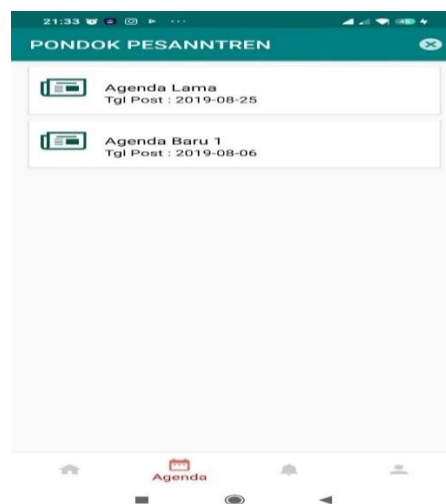 21:33
PONDOK PESANNTREN
Agenda Lama
Tgl Post : 2019-08-25
Agenda Baru 1
Tgl Post : 2019-08-06
Agenda